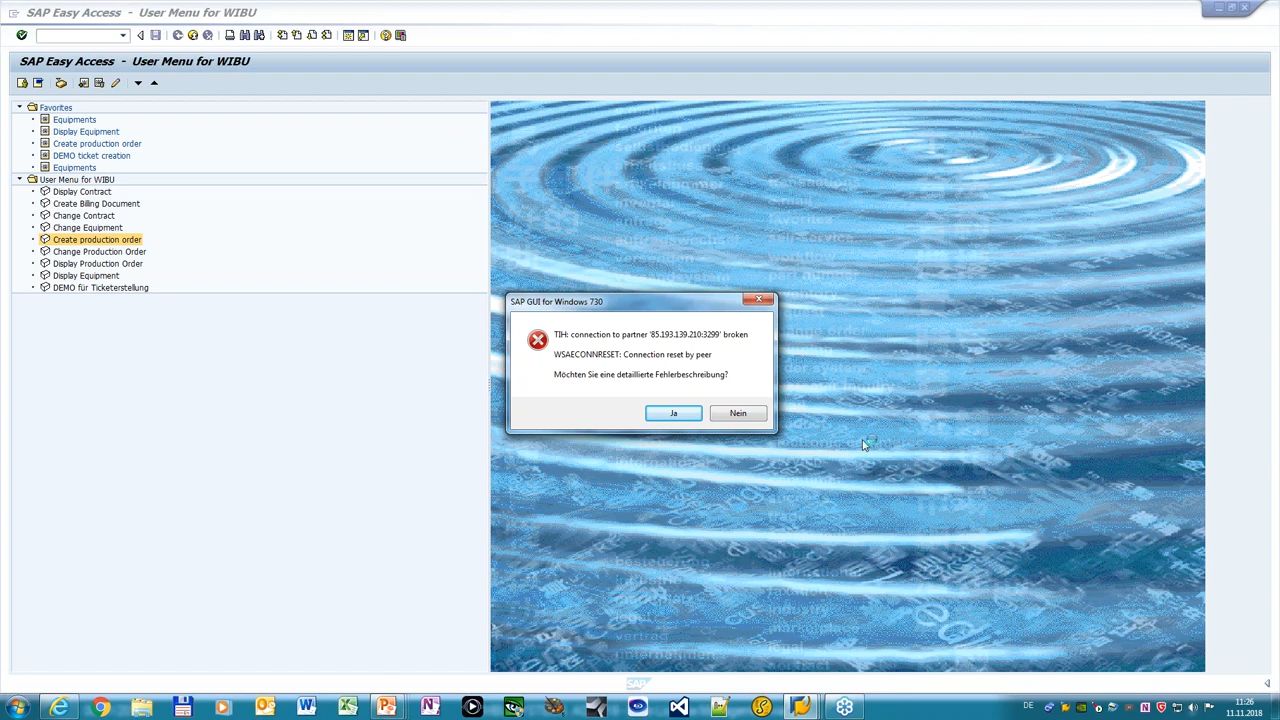 SAP Easy Access - User Menu for WIBU
SAP Easy Access - User Menu for WIBU
Favorites
Equipments
Display Equipment
Create production order
DEMO ticket creation
Equipments
User Menu for WIBU
Display Contract
Create Billing Document
Change Contract
Change Equipment
Create production order
Change Production Order
Display Production Order
Display Equipment
DEMO für Ticketerstellung
SAP GUI for Windows 730
TIH: connection to partner '85.193.139.210:3299' broken
WSAECONNRESET: Connection reset by peer
Möchten Sie eine detaillierte Fehlerbeschreibung?
Ja
Nein
vertrag
international
marketplace
SAP
DE
11:26
11.11.2018